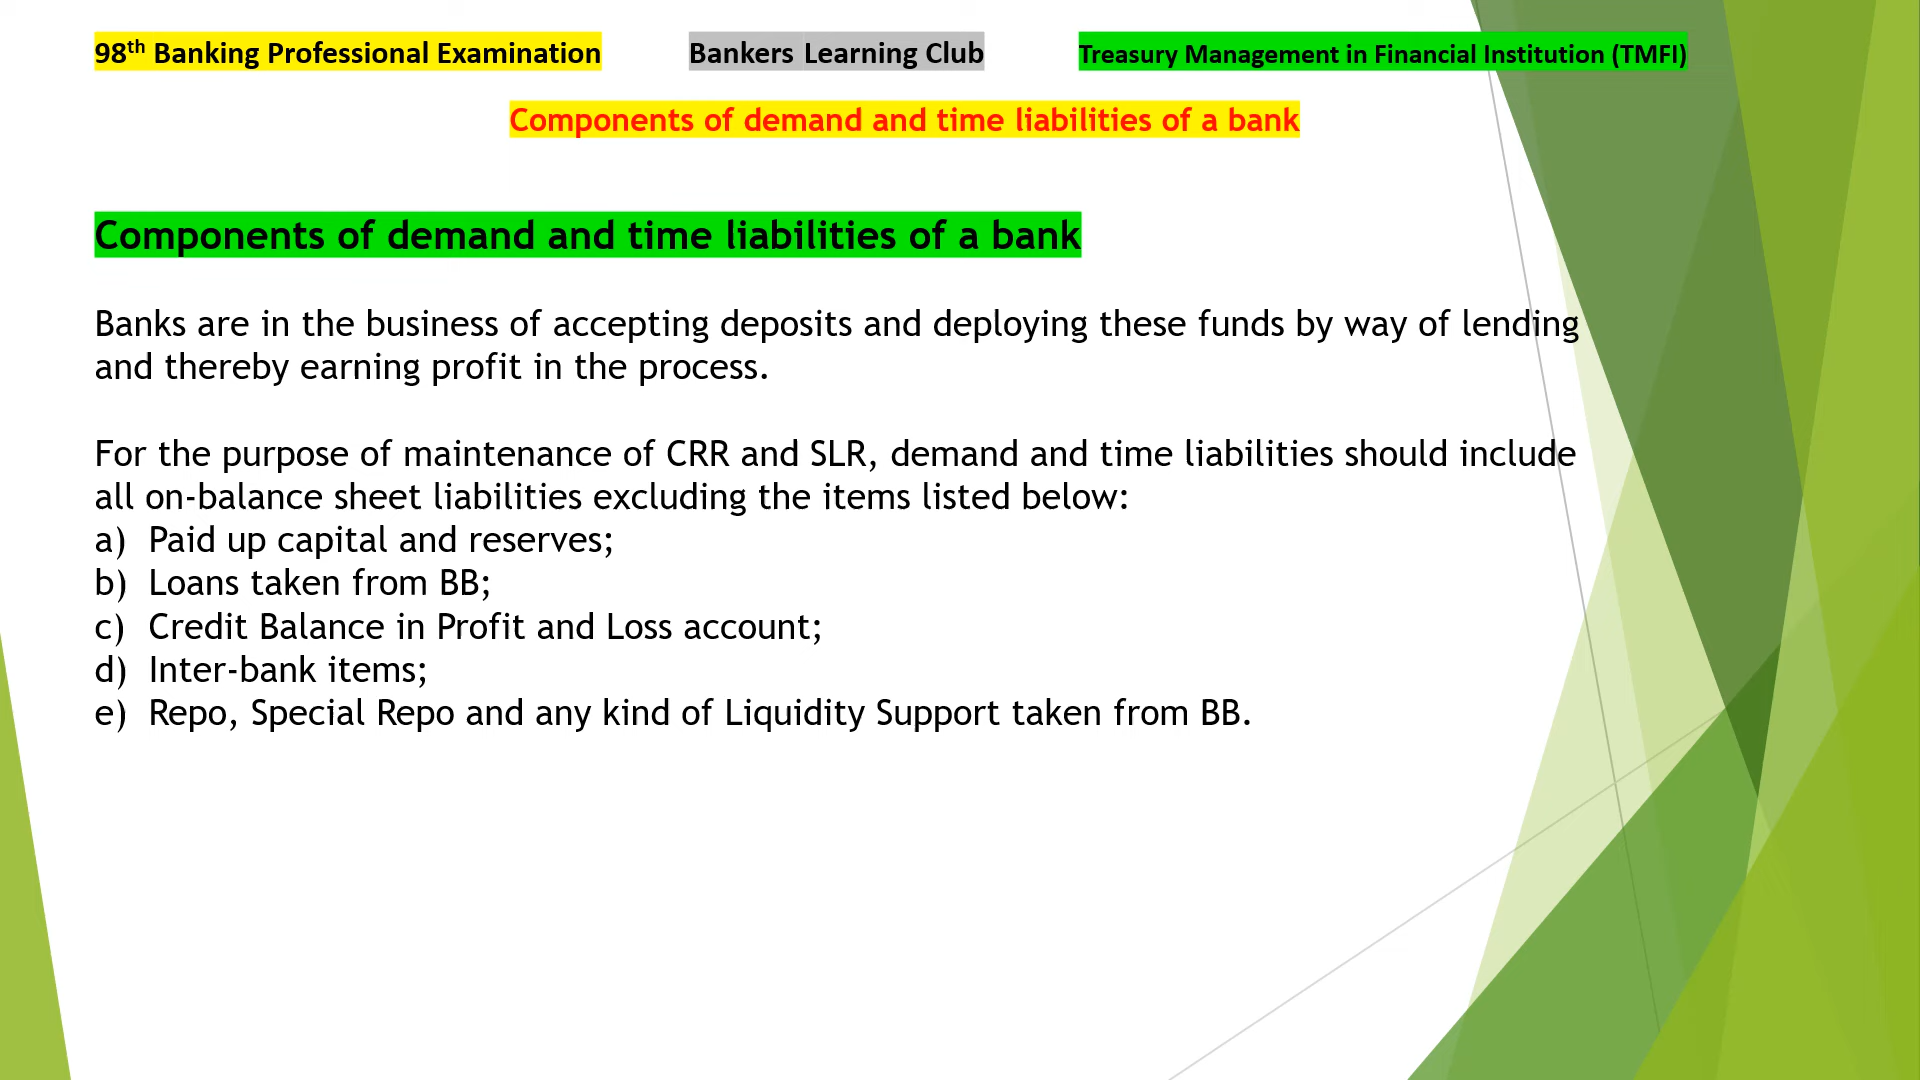 98th Banking Professional Examination Bankers Learning Club Treasury Management in Financial Institution (TMFI)
Components of demand and time liabilities of a bank
Components of demand and time liabilities of a bank
Banks are in the business of accepting deposits and deploying these funds by way of lending
and thereby earning profit in the process.
For the purpose of maintenance of CRR and SLR, demand and time liabilities should include
all on-balance sheet liabilities excluding the items listed below:
a) Paid up capital and reserves;
b) Loans taken from BB;
c) Credit Balance in Profit and Loss account;
d) Inter-bank items;
e) Repo, Special Repo and any kind of Liquidity Support taken from BB.